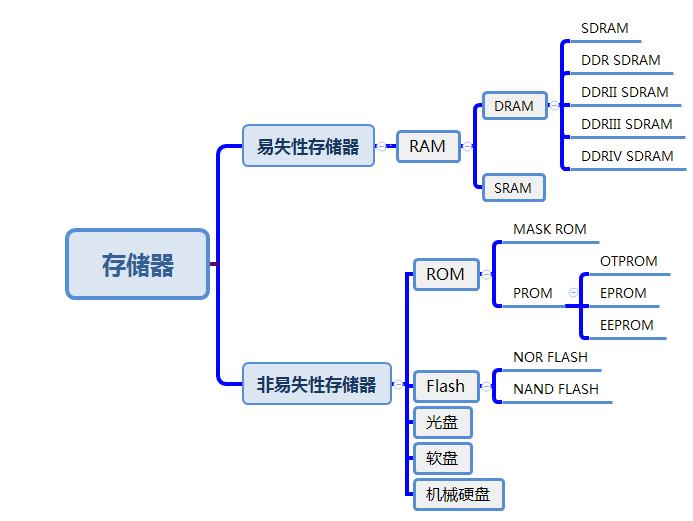 存储器
易失性存储器
RAM
DRAM
SDRAM
DDR SDRAM
DDRII SDRAM
DDRIII SDRAM
DDRIV SDRAM
SRAM
非易失性存储器
ROM
MASK ROM
PROM
OTPROM
EPROM
EEPROM
Flash
NOR FLASH
NAND FLASH
光盘
软盘
机械硬盘